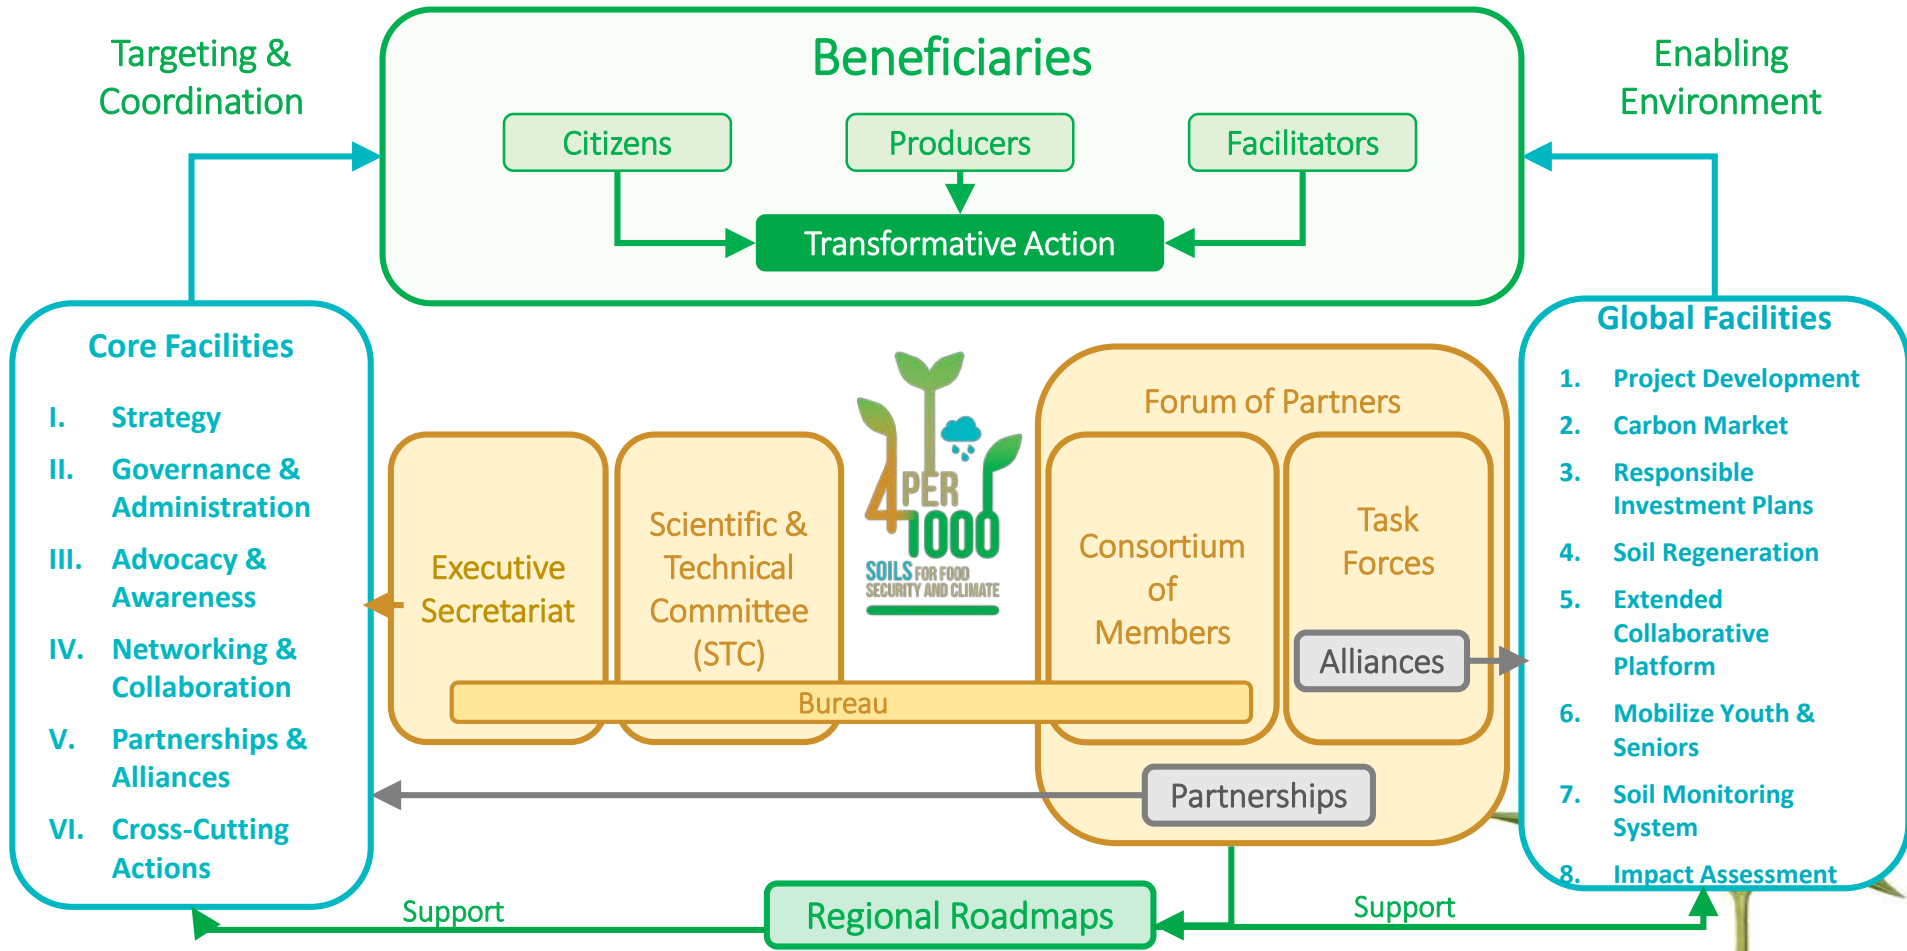 Targeting &
Coordination
Beneficiaries
Enabling
Environment
Citizens
Producers
Facilitators
Transformative Action
Core Facilities
I. Strategy
II. Governance &
Administration
III. Advocacy &
Awareness
IV. Networking &
Collaboration
V. Partnerships &
Alliances
VI. Cross-Cutting
Actions
Executive
Secretariat
Scientific &
Technical
Committee
(STC)
Bureau
4 PER
1000
SOILS FOR FOOD
SECURITY AND CLIMATE
Forum of Partners
Consortium
of
Members
Task
Forces
Alliances
Partnerships
Global Facilities
1. Project Development
2. Carbon Market
3. Responsible
Investment Plans
4. Soil Regeneration
5. Extended
Collaborative
Platform
6. Mobilize Youth &
Seniors
7. Soil Monitoring
System
8. Impact Assessment
Support
Regional Roadmaps
Support